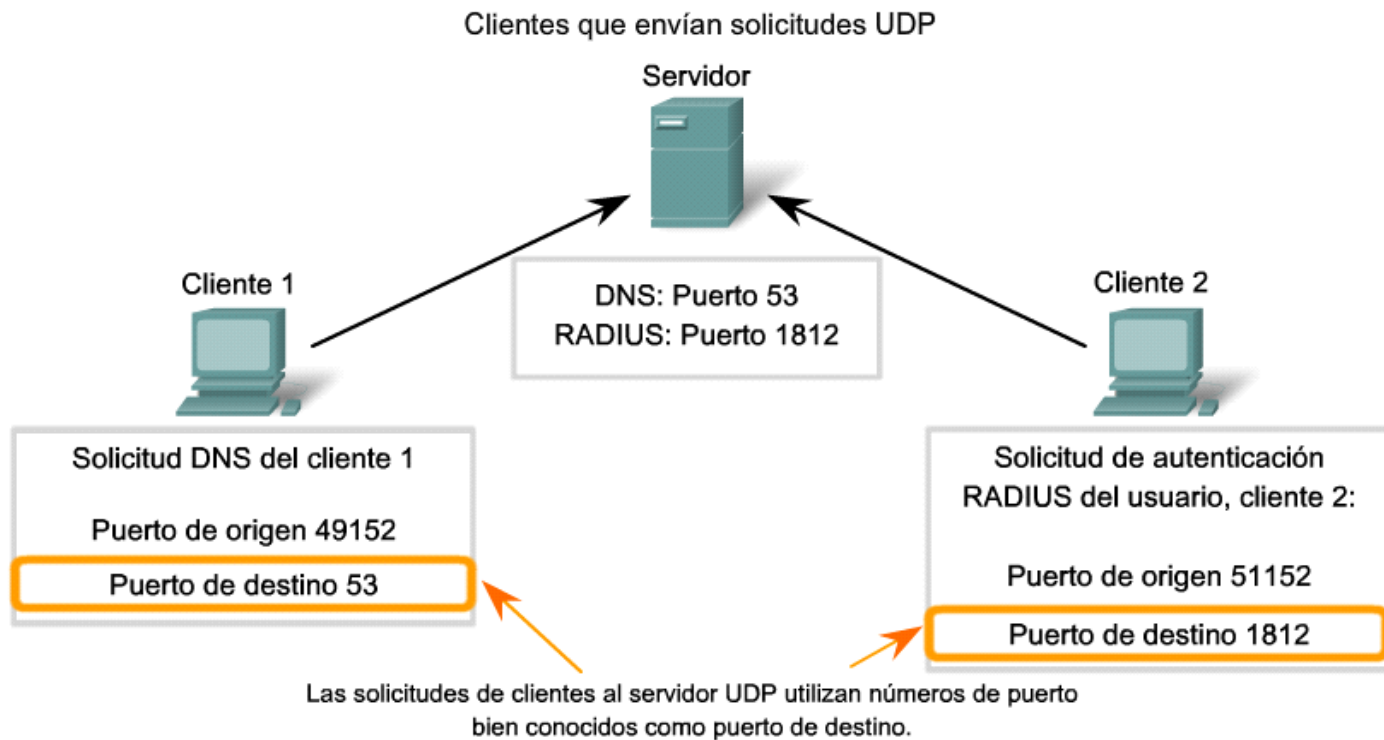 Clientes que envían solicitudes UDP
Servidor
Cliente 1
DNS: Puerto 53
RADIUS: Puerto 1812
Cliente 2
Solicitud DNS del cliente 1
Puerto de origen 49152
Puerto de destino 53
Solicitud de autenticación
RADIUS del usuario, cliente 2:
Puerto de origen 51152
Puerto de destino 1812
Las solicitudes de clientes al servidor UDP utilizan números de puerto
bien conocidos como puerto de destino.